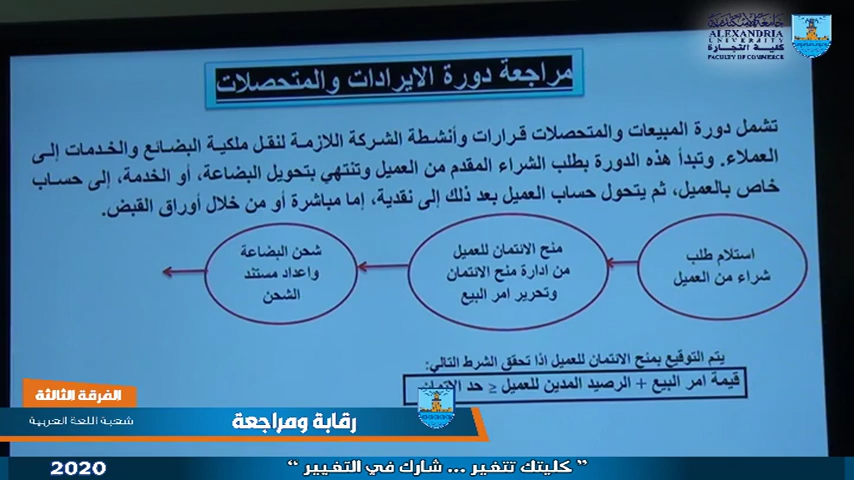 جامعة الإسكندرية
ALEXANDRIA
UNIVERSITY
كلية التجارة
FACULTY OF COMMERCE
مراجعة دورة الايرادات والمتحصلات
تشمل دورة المبيعات والمتحصلات قرارات وأنشطة الشركة اللازمة لنقل ملكية البضائع والخدمات إلى
العملاء. وتبدأ هذه الدورة بطلب الشراء المقدم من العميل وتنتهي بتحويل البضاعة، أو الخدمة، إلى حساب
خاص بالعميل، ثم يتحول حساب العميل بعد ذلك إلى نقدية، إما مباشرة أو من خلال أوراق القبض.
استلام طلب
شراء من العميل
منح الائتمان للعميل
من ادارة منح الائتمان
وتحرير امر البيع
شحن البضاعة
واعداد مستند
الشحن
يتم التوقيع بمنح الائتمان للعميل اذا تحقق الشرط التالي:
قيمة امر البيع + الرصيد المدين للعميل ≥ حد الائتمان
الفرقة الثالثة
شعبة اللغة العربية
رقابة ومراجعة
2020
” كليتك تتغير ... شارك في التغيير “